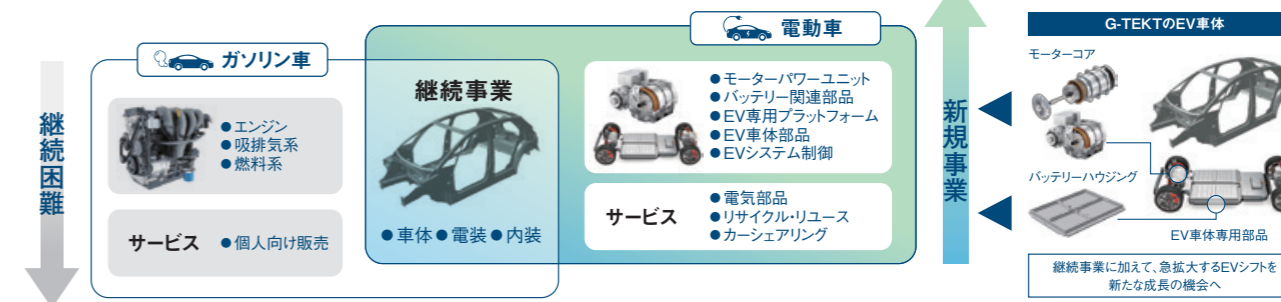 継続困難
ガソリン車
●エンジン
●吸排気系
●燃料系
サービス ●個人向け販売
継続事業
●車体●電装●内装
電動車
●モーターパワーユニット
●バッテリー関連部品
●EV専用プラットフォーム
●EV車体部品
●EVシステム制御
サービス
●電気部品
●リサイクル・リユース
●カーシェアリング
新規事業
G-TEKTのEV車体
モーターコア
バッテリーハウジング
EV車体専用部品
継続事業に加えて、急拡大するEVシフトを
新たな成長の機会へ